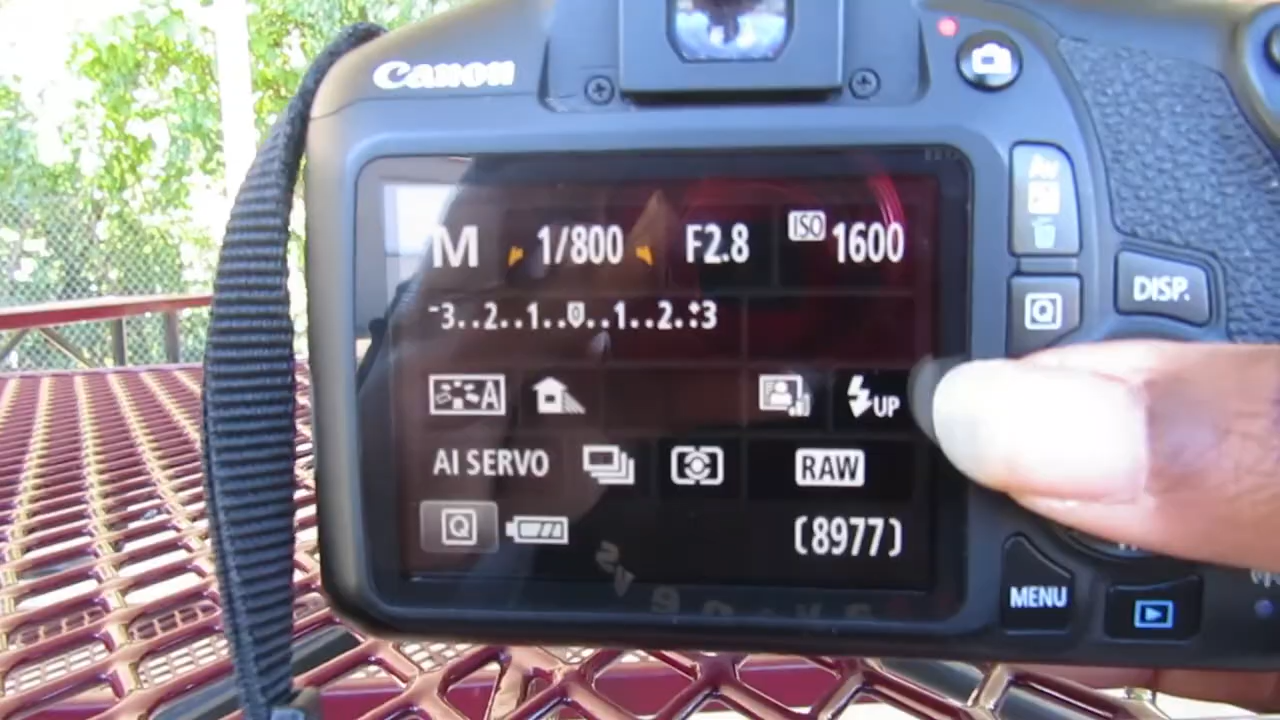 Canon
M 1/800 F2.8 ISO 1600
-3..2..1..0..1..2.:+3
A UP
AI SERVO RAW
Q (8977)
Av
Q
DISP.
MENU